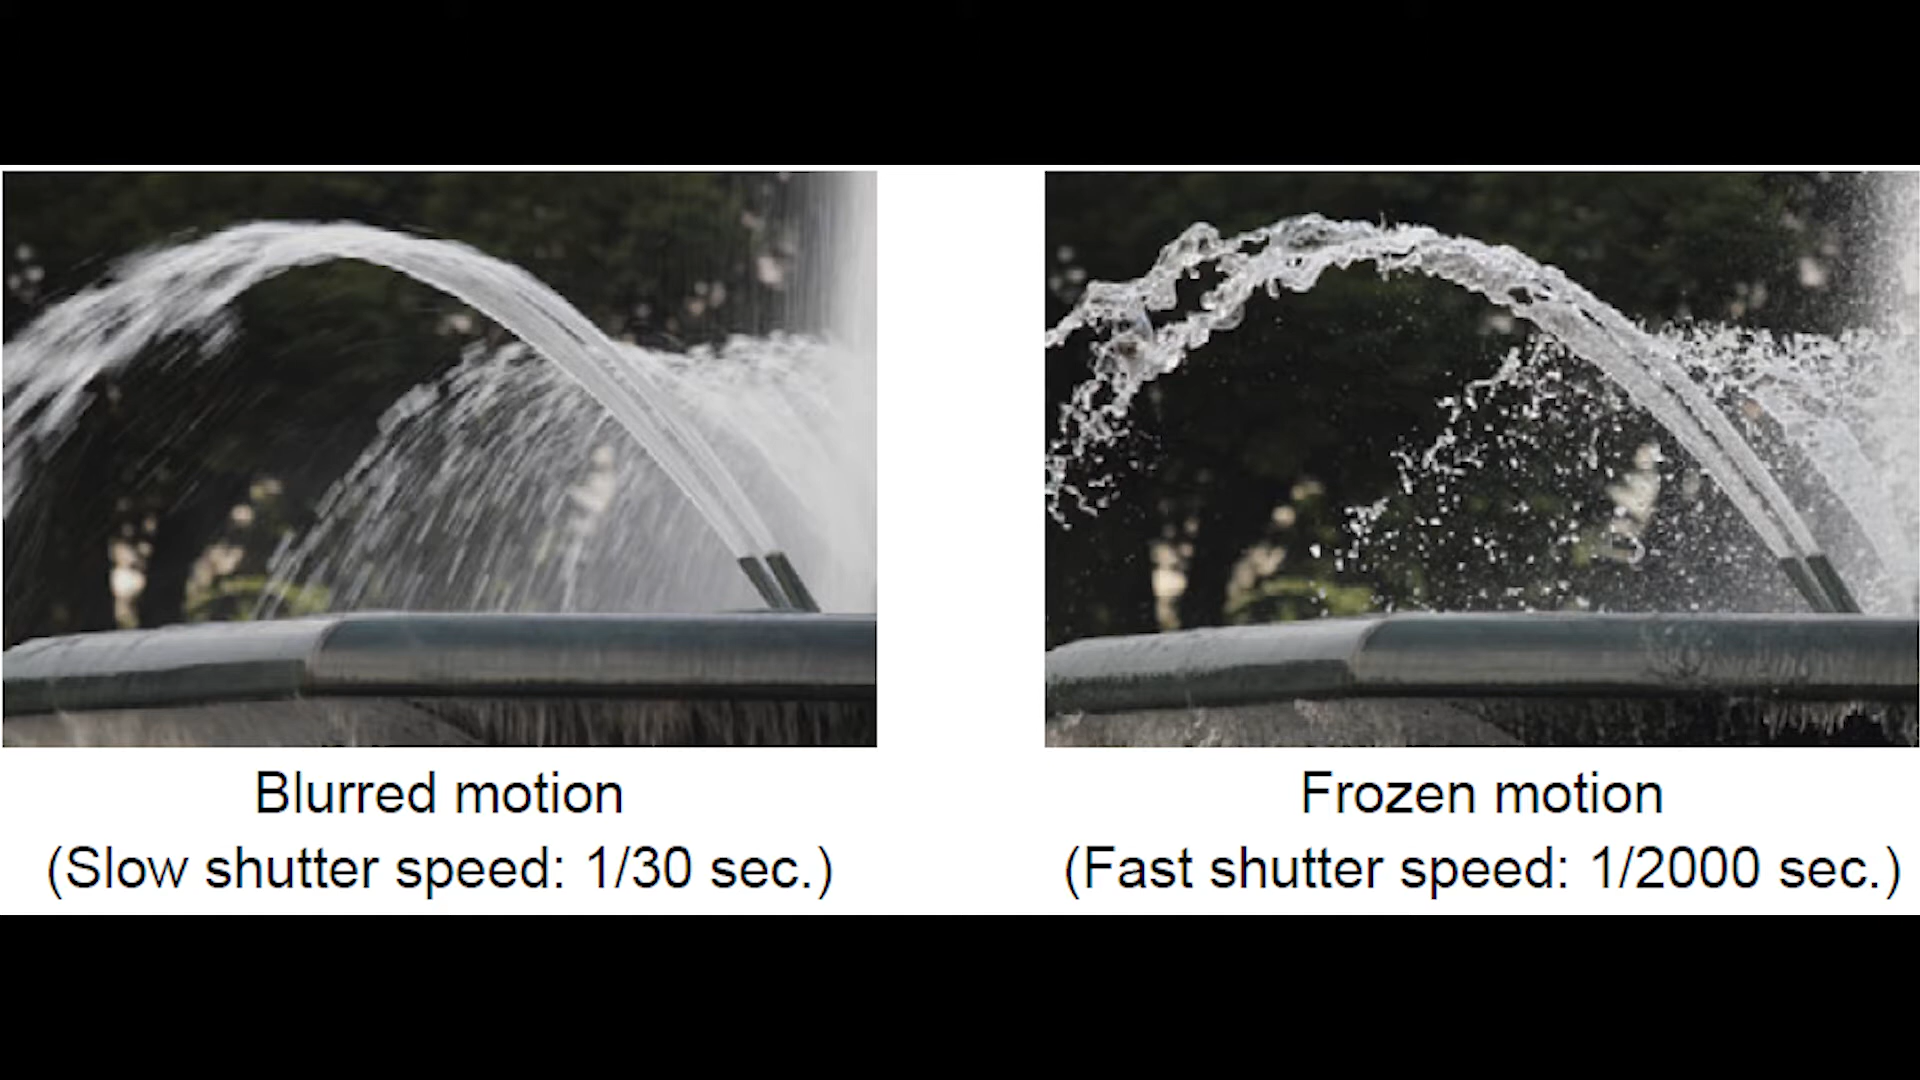 Blurred motion
(Slow shutter speed: 1/30 sec.)
Frozen motion
(Fast shutter speed: 1/2000 sec.)